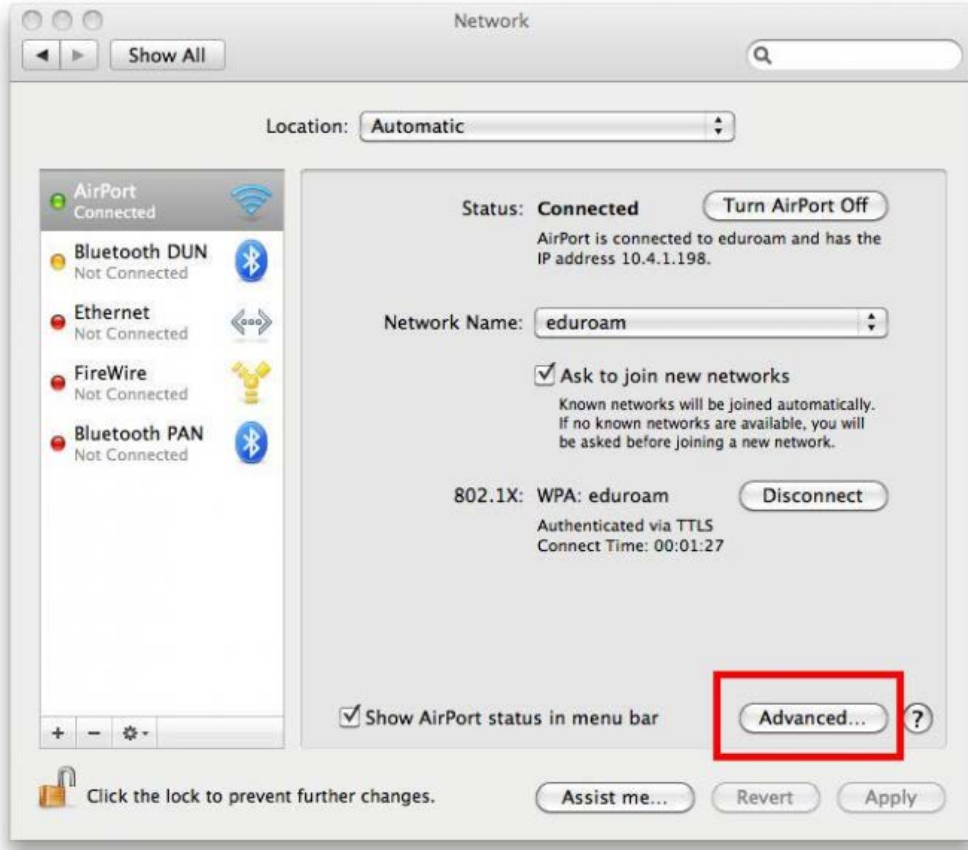 Network
Show All
Location: Automatic
AirPort
Connected
Bluetooth DUN
Not Connected
Ethernet
Not Connected
FireWire
Not Connected
Bluetooth PAN
Not Connected
Status: Connected
Turn AirPort Off
AirPort is connected to eduroam and has the
IP address 10.4.1.198.
Network Name: eduroam
Ask to join new networks
Known networks will be joined automatically.
If no known networks are available, you will
be asked before joining a new network.
802.1X: WPA: eduroam
Disconnect
Authenticated via TTLS
Connect Time: 00:01:27
Show AirPort status in menu bar
Advanced...
?
Click the lock to prevent further changes.
Assist me...
Revert
Apply